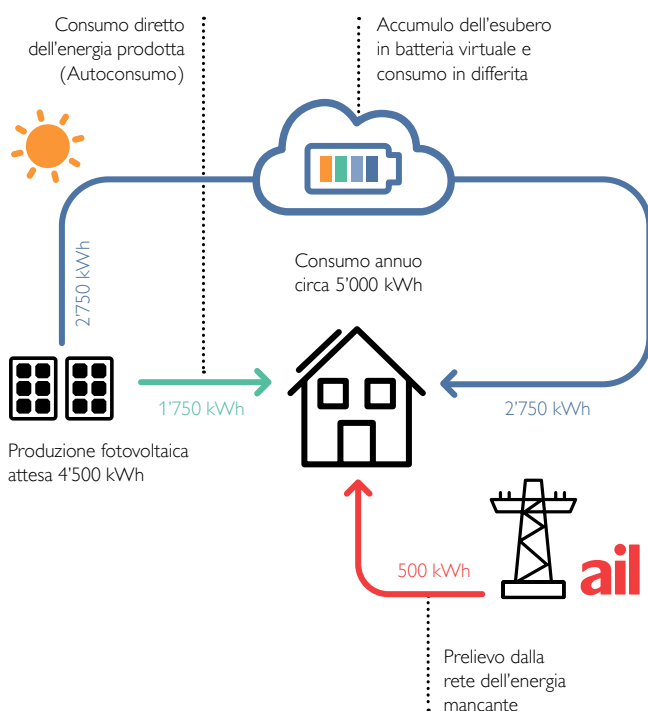 Consumo diretto
dell’energia prodotta
(Autoconsumo)
Accumulo dell’esubero
in batteria virtuale e
consumo in differita
2’750 kWh
Consumo annuo
circa 5’000 kWh
1’750 kWh
2’750 kWh
Produzione fotovoltaica
attesa 4’500 kWh
500 kWh
ail
Prelievo dalla
rete dell’energia
mancante